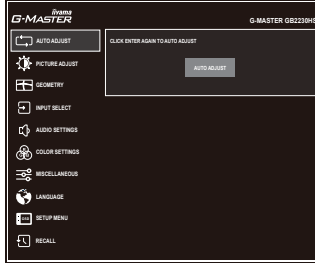 iiyama
G-MASTER
G-MASTER GB2230HS
AUTO ADJUST
CLICK ENTER AGAIN TO AUTO ADJUST
AUTO ADJUST
PICTURE ADJUST
GEOMETRY
INPUT SELECT
AUDIO SETTINGS
COLOR SETTINGS
MISCELLANEOUS
LANGUAGE
OSD
SETUP MENU
RECALL